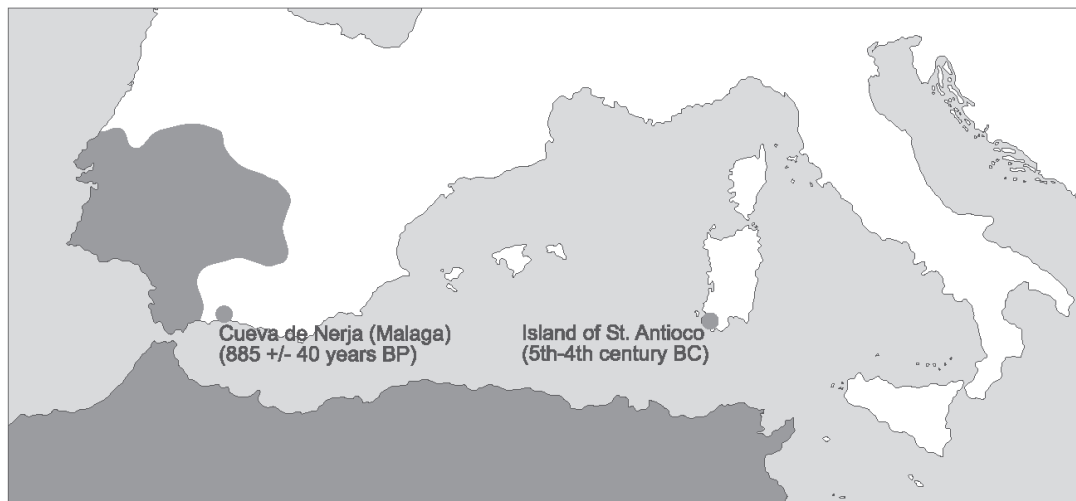 Cueva de Nerja (Malaga)
(885 +/- 40 years BP)
Island of St. Antioco
(5th-4th century BC)